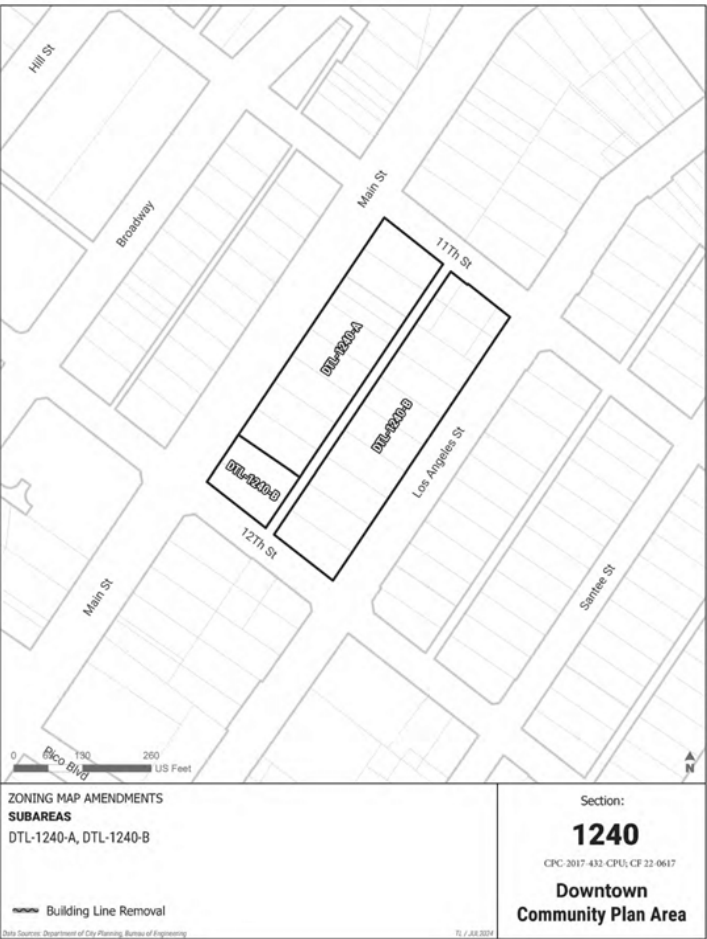 Hill St
Main St
Broadway
11Th St
DTL-1240-A
DTL-1240-B
Los Angeles St
DTL-1240-B
12Th St
Main St
Santee St
Pico Blvd
0 65 130 260
US Feet
N
ZONING MAP AMENDMENTS
SUBAREAS
DTL-1240-A, DTL-1240-B
Building Line Removal
Data Sources: Department of City Planning, Bureau of Engineering
TL / JUL2024
Section:
1240
CPC-2017-432-CPU; CF 22-0617
Downtown
Community Plan Area